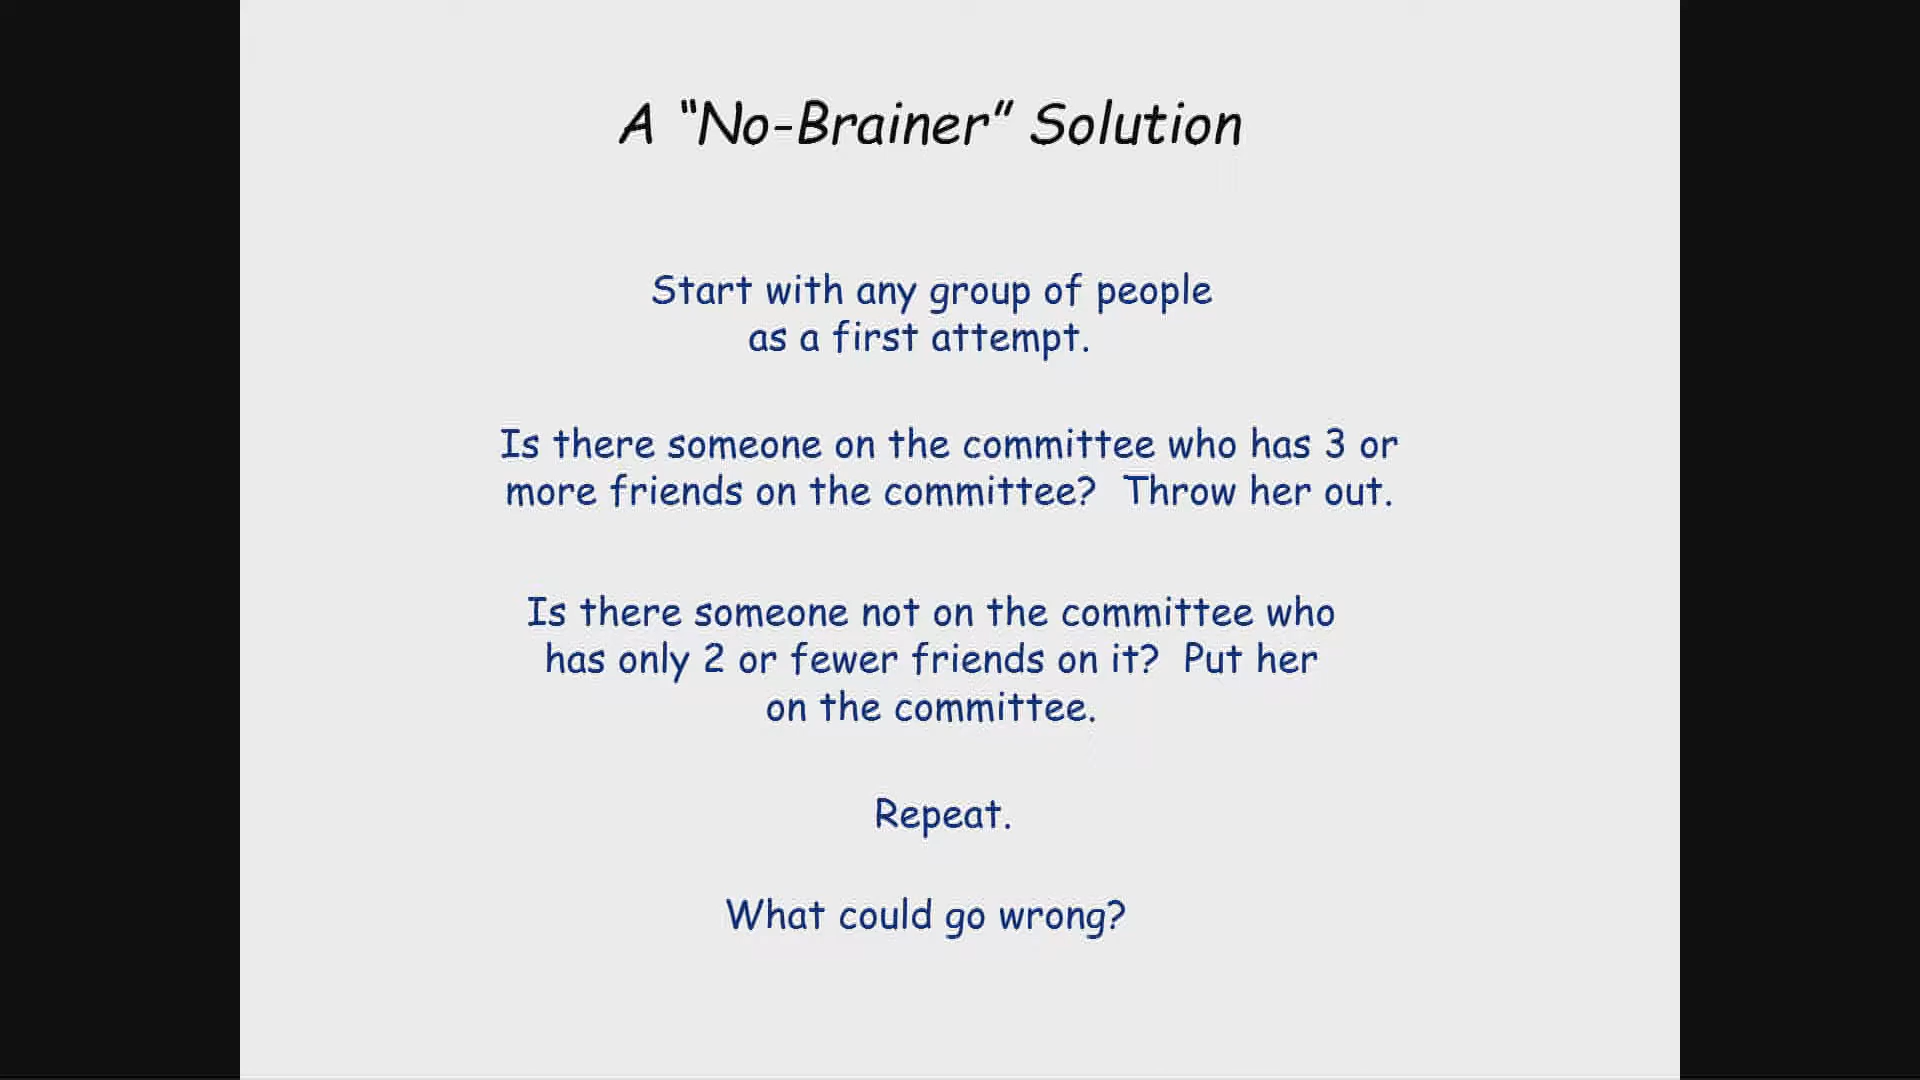 A “No-Brainer” Solution
Start with any group of people
as a first attempt.
Is there someone on the committee who has 3 or
more friends on the committee?  Throw her out.
Is there someone not on the committee who
has only 2 or fewer friends on it?  Put her
on the committee.
Repeat.
What could go wrong?